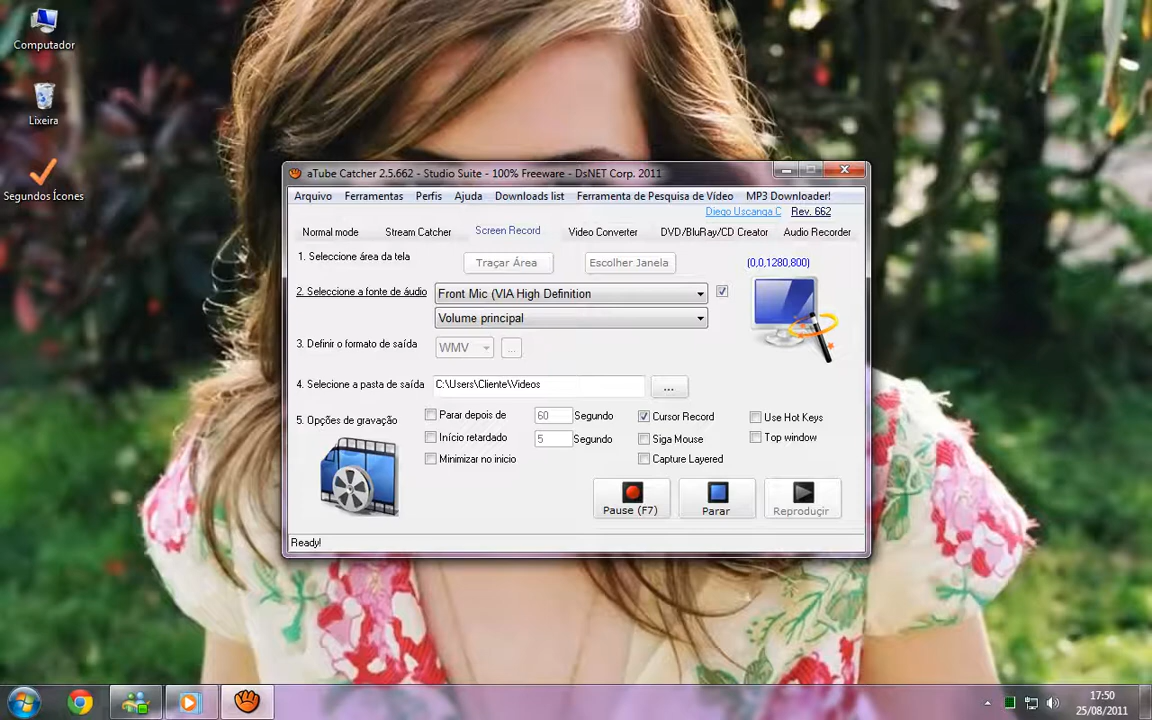 Computador
Lixeira
Segundos Ícones
aTube Catcher 2.5.662 - Studio Suite - 100% Freeware - DsNET Corp. 2011
Arquivo Ferramentas Perfis Ajuda Downloads list Ferramenta de Pesquisa de Vídeo MP3 Downloader!
Diego Uscanga C Rev. 662
Normal mode Stream Catcher Screen Record Video Converter DVD/BluRay/CD Creator Audio Recorder
1. Seleccione área da tela Traçar Área Escolher Janela (0,0,1280,800)
2. Seleccione a fonte de áudio Front Mic (VIA High Definition
Volume principal
3. Definir o formato de saída WMV ...
4. Selecione a pasta de saída C:\Users\Cliente\Videos ...
5. Opções de gravação Parar depois de 60 Segundo Cursor Record Use Hot Keys
Início retardado 5 Segundo Siga Mouse Top window
Minimizar no inicio Capture Layered
Pause (F7) Parar Reproduçir
Ready!
17:50
25/08/2011